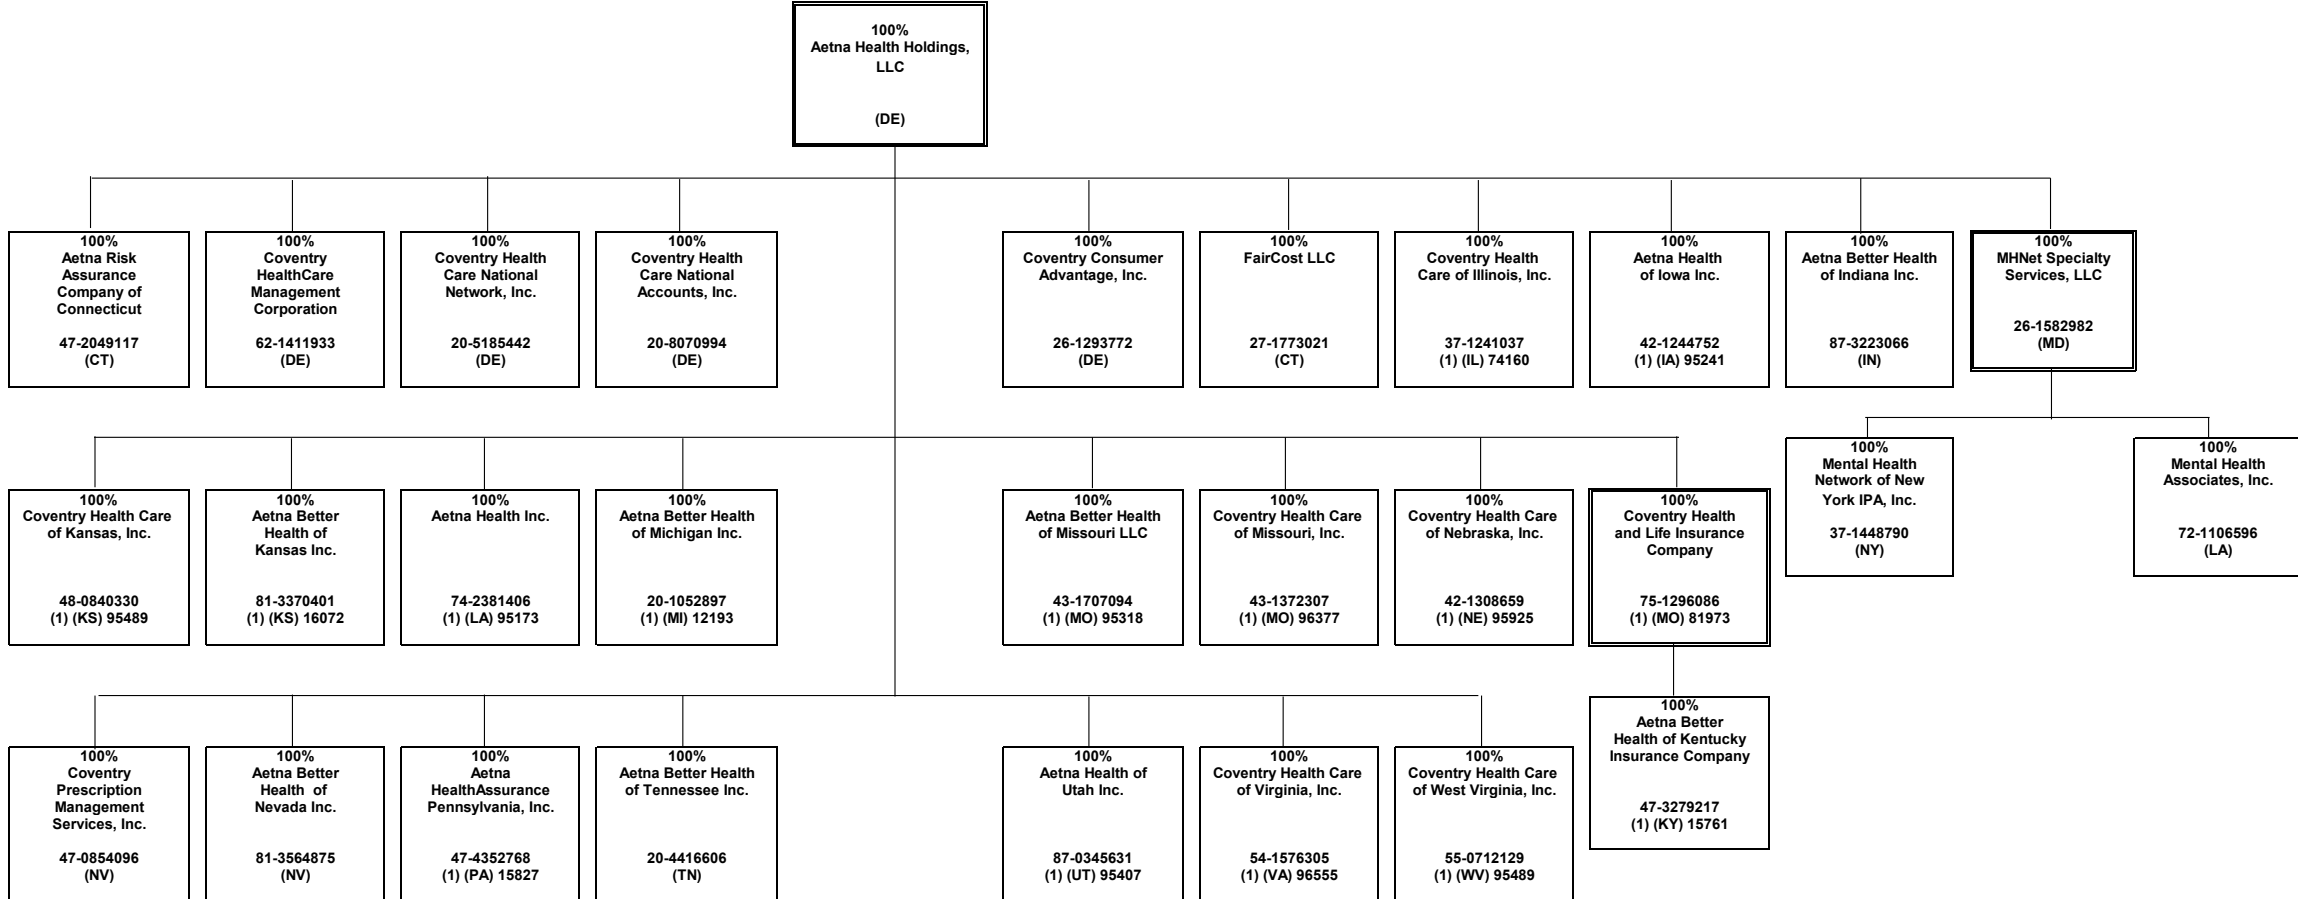 100%
Aetna Health Holdings,
LLC
(DE)
100%
Aetna Risk
Assurance
Company of
Connecticut
47-2049117
(CT)
100%
Coventry
HealthCare
Management
Corporation
62-1411933
(DE)
100%
Coventry Health
Care National
Network, Inc.
20-5185442
(DE)
100%
Coventry Health
Care National
Accounts, Inc.
20-8070994
(DE)
100%
Coventry Consumer
Advantage, Inc.
26-1293772
(DE)
100%
FairCost LLC
27-1773021
(CT)
100%
Coventry Health
Care of Illinois, Inc.
37-1241037
(1) (IL) 74160
100%
Aetna Health
of Iowa Inc.
42-1244752
(1) (IA) 95241
100%
Aetna Better Health
of Indiana Inc.
87-3223066
(IN)
100%
MHNet Specialty
Services, LLC
26-1582982
(MD)
100%
Mental Health
Network of New
York IPA, Inc.
37-1448790
(NY)
100%
Mental Health
Associates, Inc.
72-1106596
(LA)
100%
Coventry Health Care
of Kansas, Inc.
48-0840330
(1) (KS) 95489
100%
Aetna Better
Health of
Kansas Inc.
81-3370401
(1) (KS) 16072
100%
Aetna Health Inc.
74-2381406
(1) (LA) 95173
100%
Aetna Better Health
of Michigan Inc.
20-1052897
(1) (MI) 12193
100%
Aetna Better Health
of Missouri LLC
43-1707094
(1) (MO) 95318
100%
Coventry Health Care
of Missouri, Inc.
43-1372307
(1) (MO) 96377
100%
Coventry Health Care
of Nebraska, Inc.
42-1308659
(1) (NE) 95925
100%
Coventry Health
and Life Insurance
Company
75-1296086
(1) (MO) 81973
100%
Aetna Better
Health of Kentucky
Insurance Company
47-3279217
(1) (KY) 15761
100%
Coventry
Prescription
Management
Services, Inc.
47-0854096
(NV)
100%
Aetna Better
Health of
Nevada Inc.
81-3564875
(NV)
100%
Aetna
HealthAssurance
Pennsylvania, Inc.
47-4352768
(1) (PA) 15827
100%
Aetna Better Health
of Tennessee Inc.
20-4416606
(TN)
100%
Aetna Health of
Utah Inc.
87-0345631
(1) (UT) 95407
100%
Coventry Health Care
of Virginia, Inc.
54-1576305
(1) (VA) 96555
100%
Coventry Health Care
of West Virginia, Inc.
55-0712129
(1) (WV) 95489